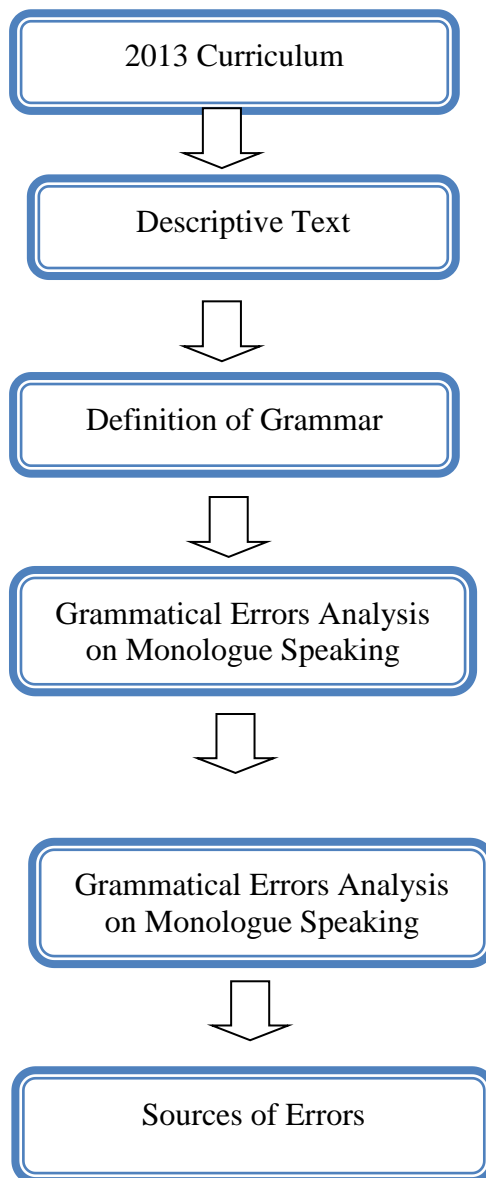 2013 Curriculum
Descriptive Text
Definition of Grammar
Grammatical Errors Analysis
on Monologue Speaking
Grammatical Errors Analysis
on Monologue Speaking
Sources of Errors